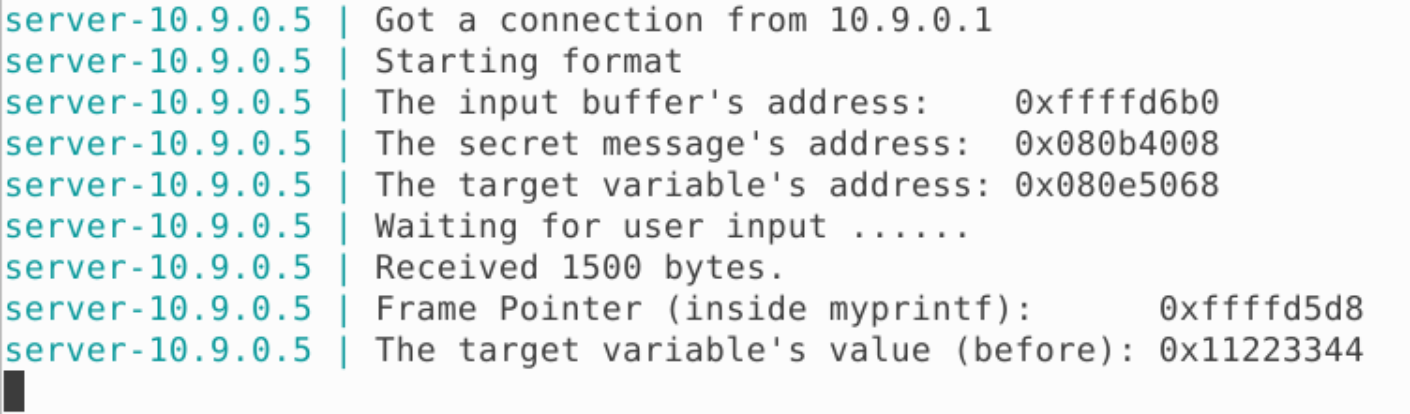 server-10.9.0.5 | Got a connection from 10.9.0.1
server-10.9.0.5 | Starting format
server-10.9.0.5 | The input buffer's address:    0xffffd6b0
server-10.9.0.5 | The secret message's address:  0x080b4008
server-10.9.0.5 | The target variable's address: 0x080e5068
server-10.9.0.5 | Waiting for user input ......
server-10.9.0.5 | Received 1500 bytes.
server-10.9.0.5 | Frame Pointer (inside myprintf):      0xffffd5d8
server-10.9.0.5 | The target variable's value (before): 0x11223344